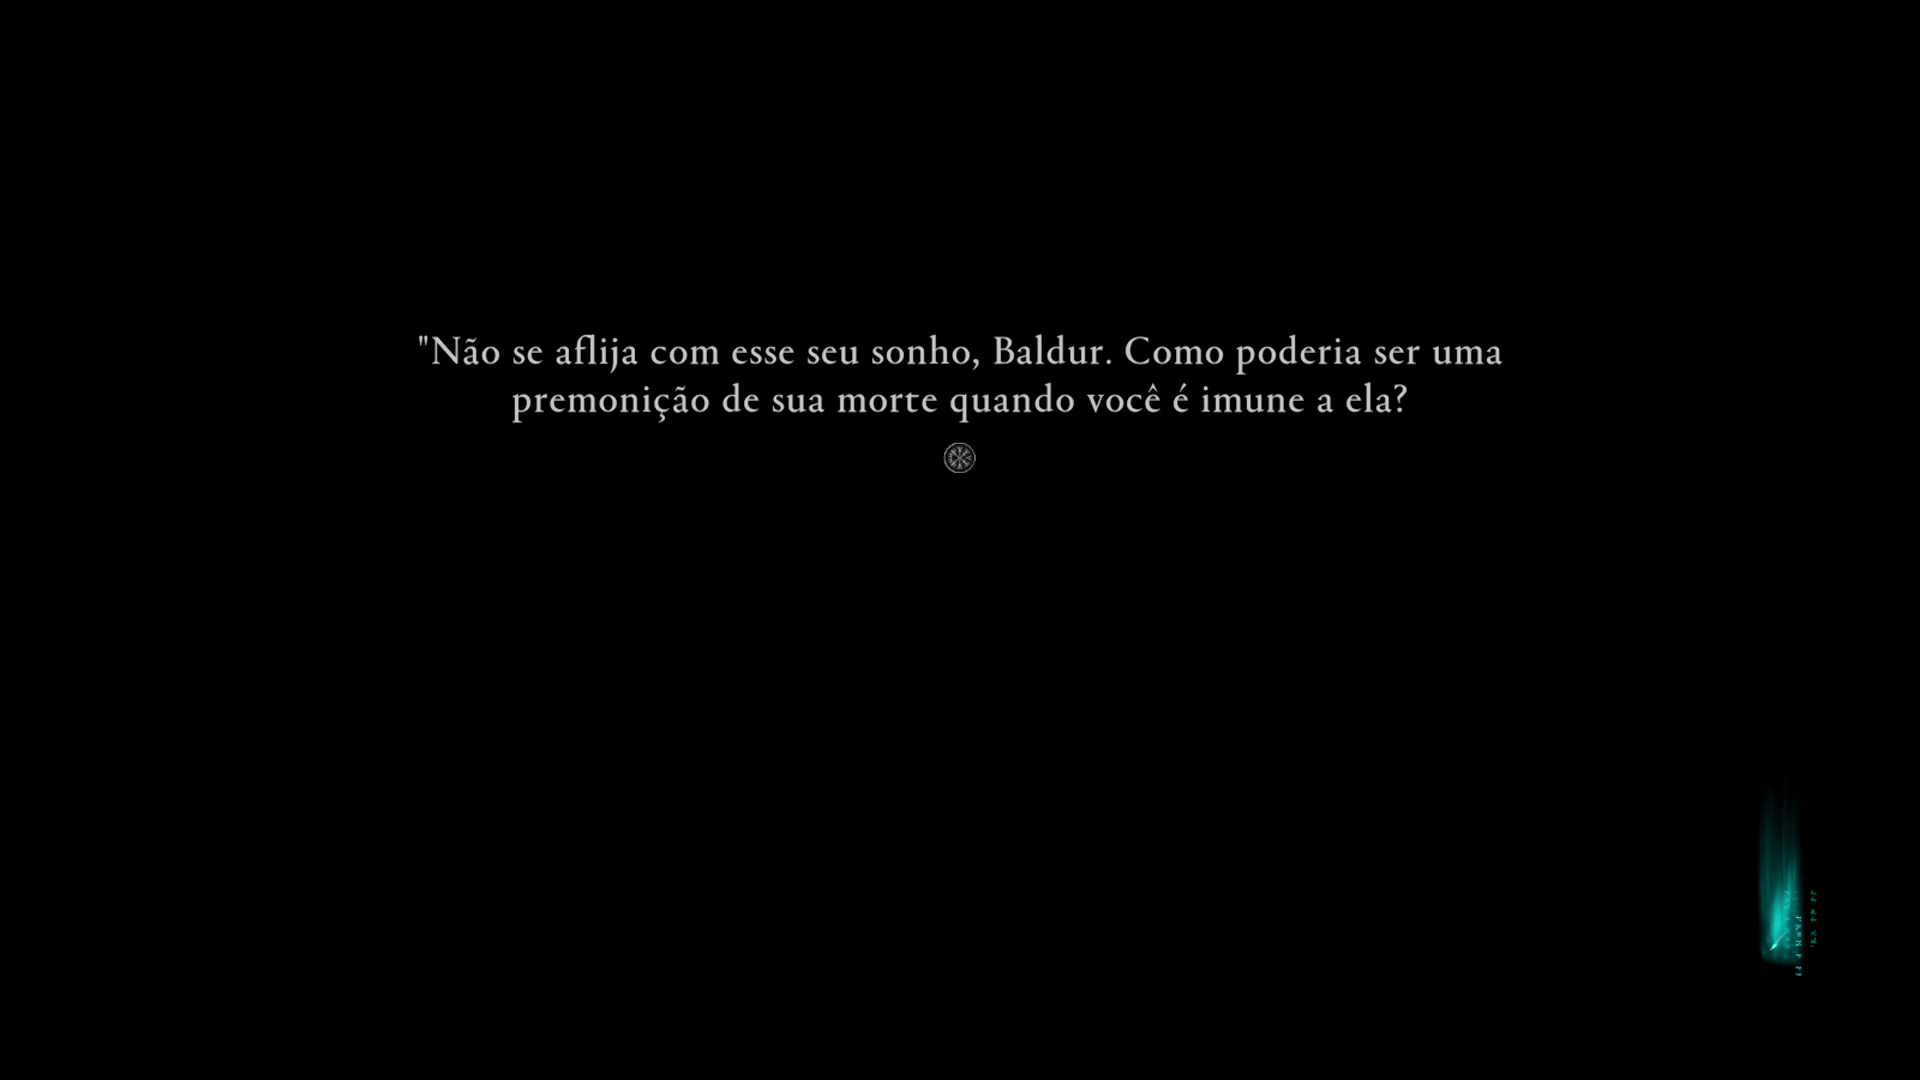 "Não se aflija com esse seu sonho, Baldur. Como poderia ser uma
premonição de sua morte quando você é imune a ela?